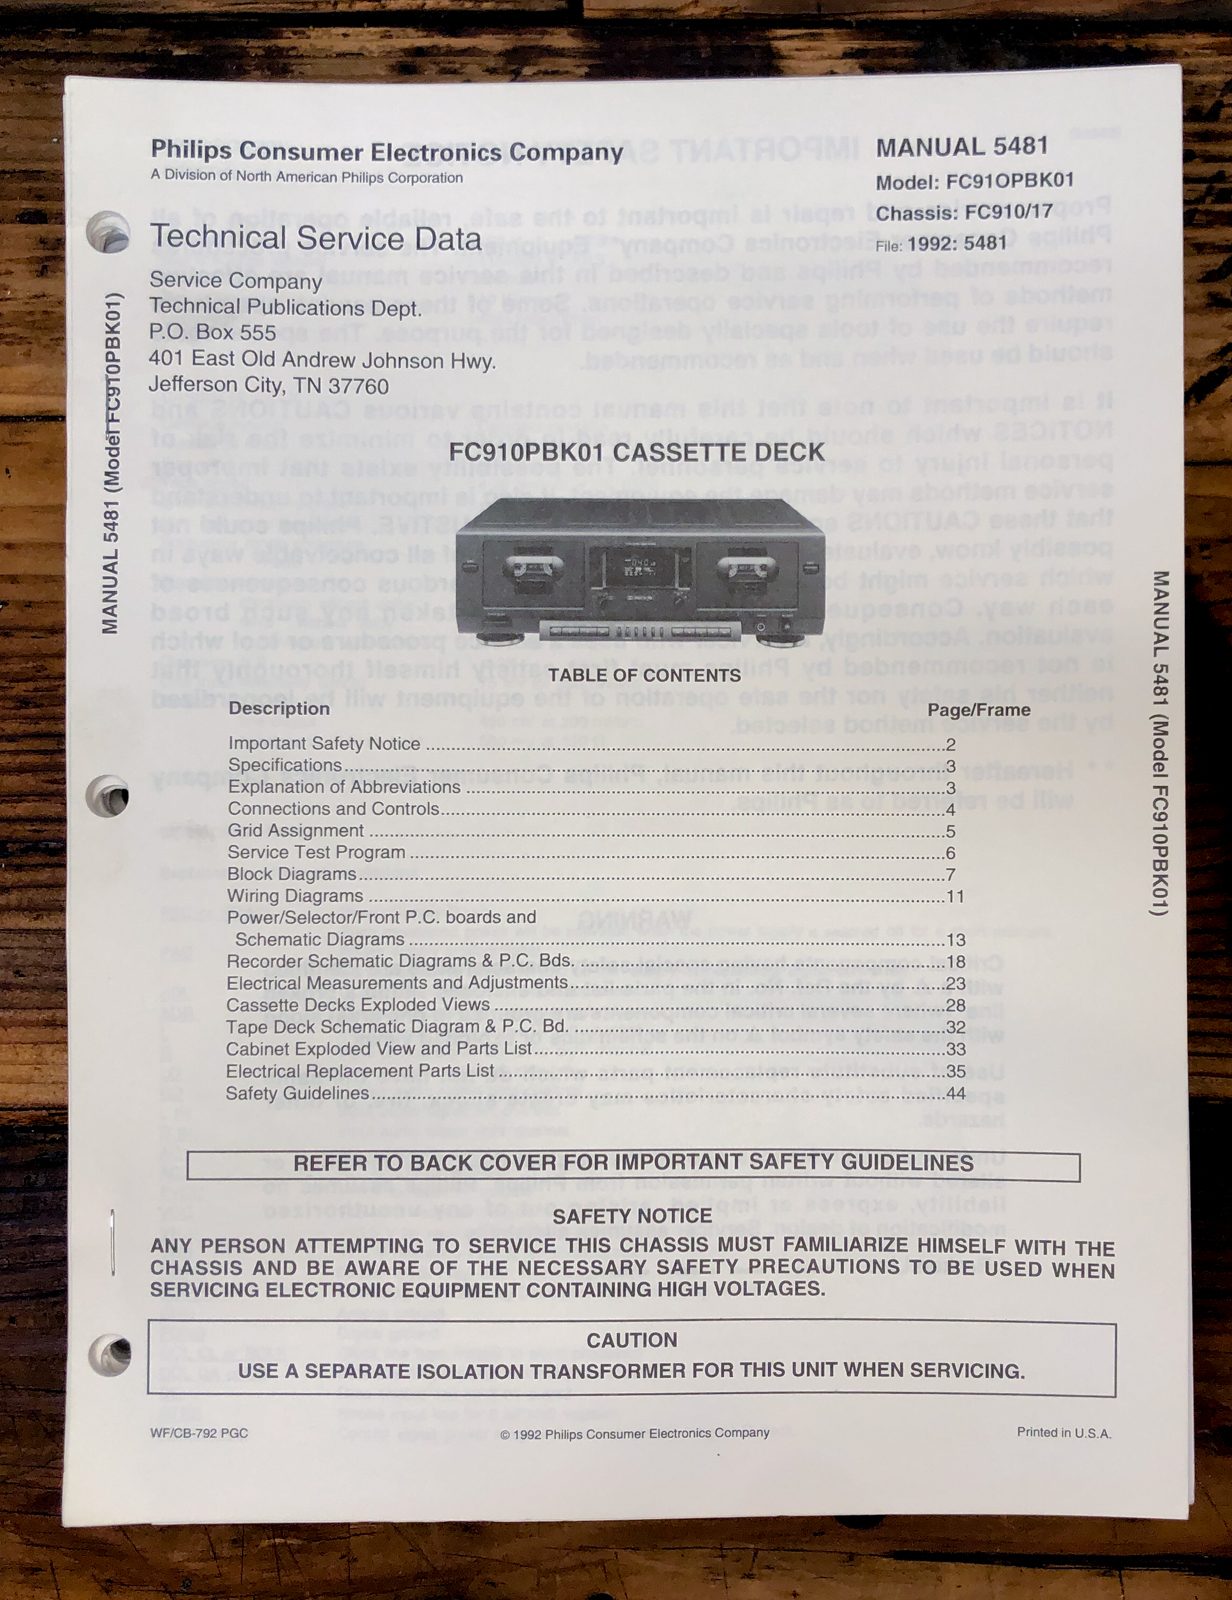 Philips Consumer Electronics Company
A Division of North American Philips Corporation
MANUAL 5481
Model: FC91OPBK01
Chassis: FC910/17
File: 1992: 5481
Technical Service Data
Service Company
Technical Publications Dept.
P.O. Box 555
401 East Old Andrew Johnson Hwy.
Jefferson City, TN 37760
MANUAL 5481 (Model FC910PBK01)
FC910PBK01 CASSETTE DECK
TABLE OF CONTENTS
Description Page/Frame
Important Safety Notice 2
Specifications 3
Explanation of Abbreviations 3
Connections and Controls 4
Grid Assignment 5
Service Test Program 6
Block Diagrams 7
Wiring Diagrams 11
Power/Selector/Front P.C. boards and
Schematic Diagrams 13
Recorder Schematic Diagrams & P.C. Bds. 18
Electrical Measurements and Adjustments 23
Cassette Decks Exploded Views 28
Tape Deck Schematic Diagram & P.C. Bd. 32
Cabinet Exploded View and Parts List 33
Electrical Replacement Parts List 35
Safety Guidelines 44
MANUAL 5481 (Model FC910PBK01)
REFER TO BACK COVER FOR IMPORTANT SAFETY GUIDELINES
SAFETY NOTICE
ANY PERSON ATTEMPTING TO SERVICE THIS CHASSIS MUST FAMILIARIZE HIMSELF WITH THE
CHASSIS AND BE AWARE OF THE NECESSARY SAFETY PRECAUTIONS TO BE USED WHEN
SERVICING ELECTRONIC EQUIPMENT CONTAINING HIGH VOLTAGES.
CAUTION
USE A SEPARATE ISOLATION TRANSFORMER FOR THIS UNIT WHEN SERVICING.
WF/CB-792 PGC
© 1992 Philips Consumer Electronics Company
Printed in U.S.A.